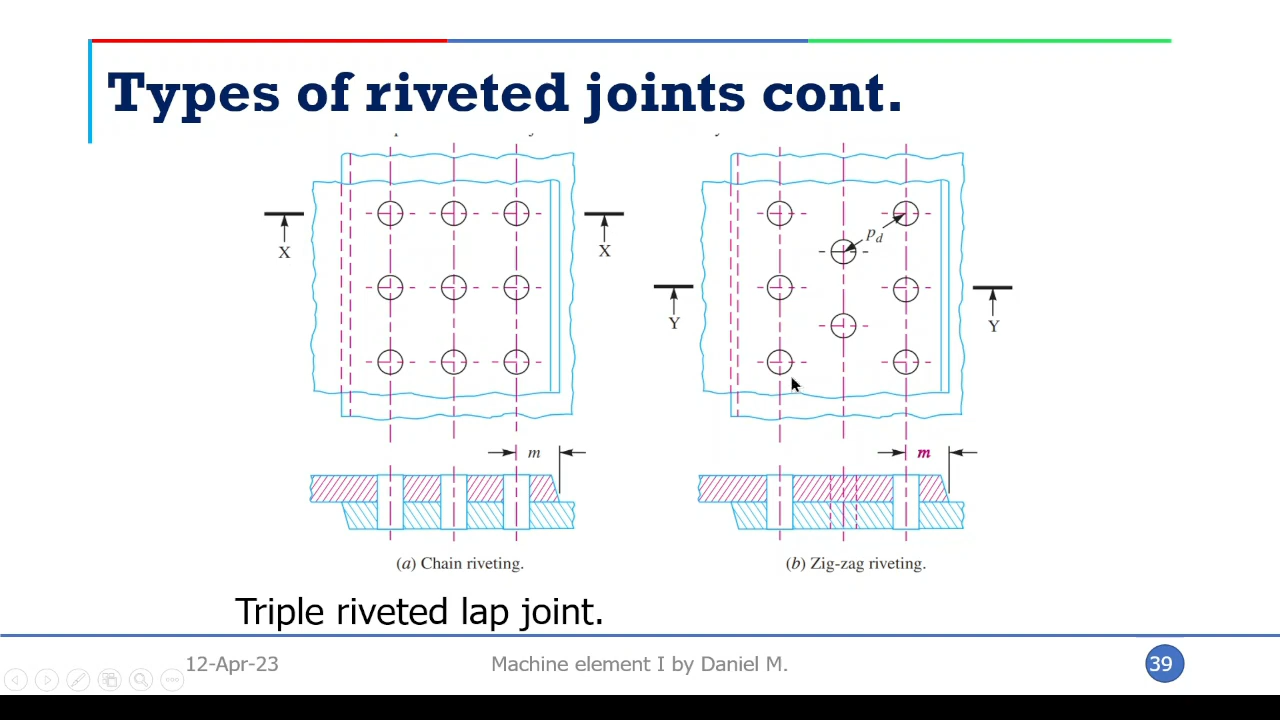 Types of riveted joints cont.
X
X
p_d
Y
Y
m
m
(a) Chain riveting.
(b) Zig-zag riveting.
Triple riveted lap joint.
12-Apr-23
Machine element I by Daniel M.
39